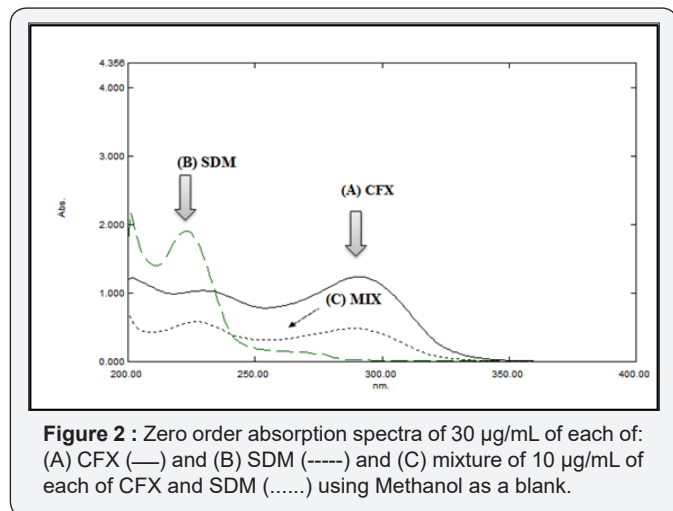 4.356
4.000
3.000
2.000
1.000
0.000
Abs.
(B) SDM
(A) CFX
(C) MIX
200.00 250.00 300.00 350.00 400.00
nm.
Figure 2 : Zero order absorption spectra of 30 µg/mL of each of:
(A) CFX (—) and (B) SDM (-----) and (C) mixture of 10 µg/mL of
each of CFX and SDM (......) using Methanol as a blank.